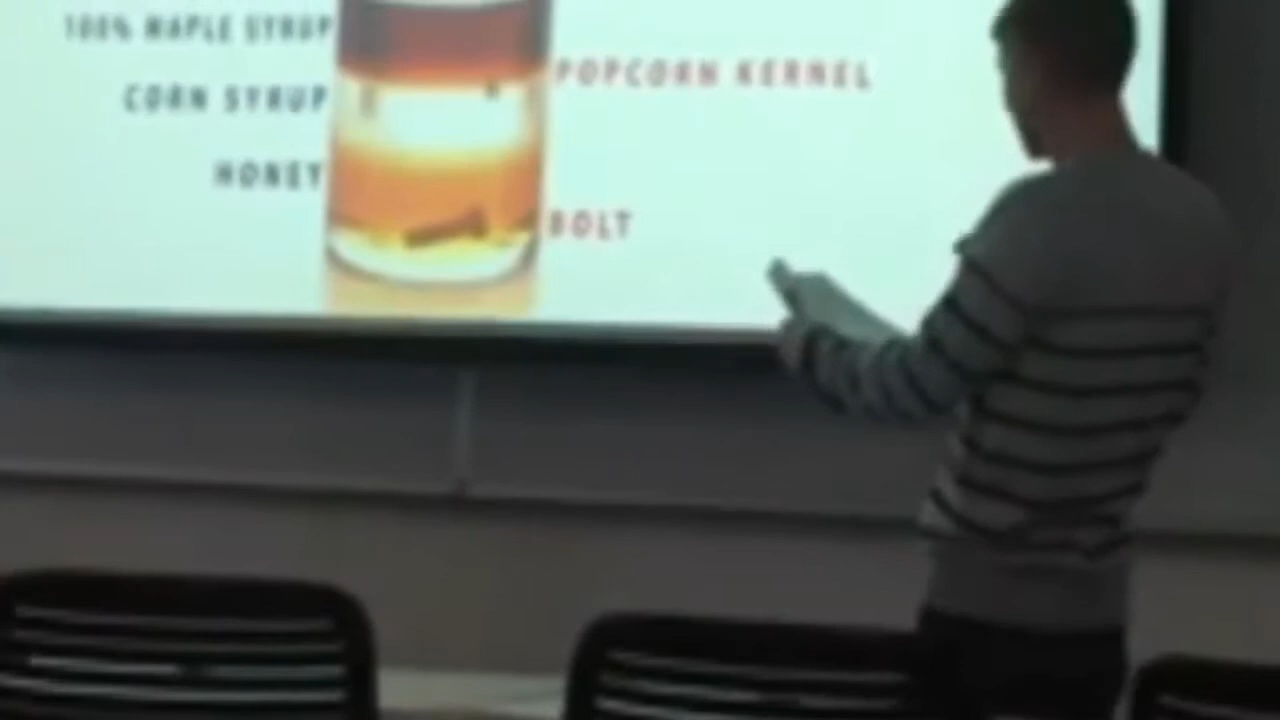 100% MAPLE SYRUP
POPCORN KERNEL
CORN SYRUP
HONEY
BOLT